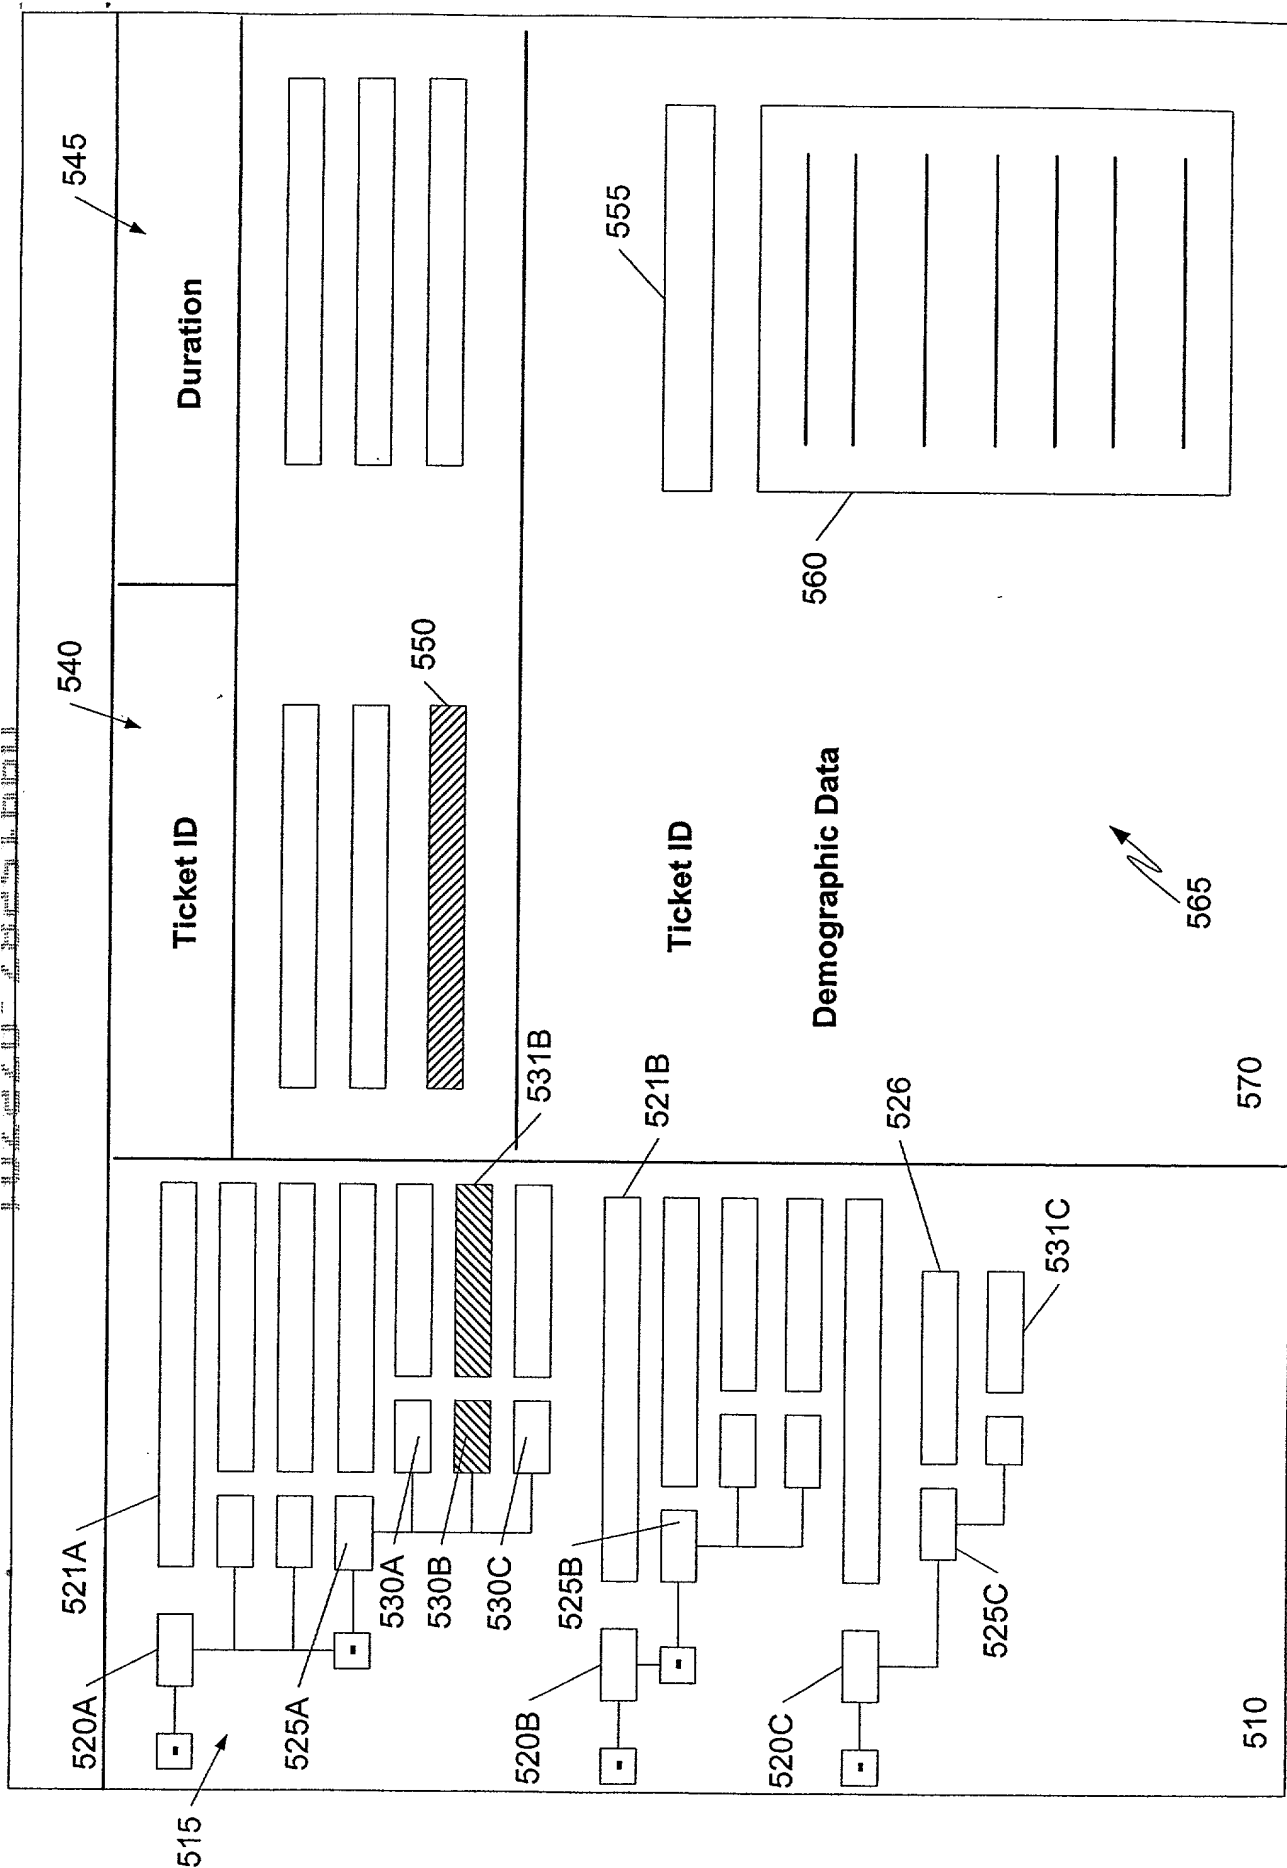 521A 540 545
520A
515 Ticket ID Duration
525A
530A
530B 550
530C
520B 531B
525B
555
521B
Ticket ID
520C 560
Demographic Data
526
525C
531C
565
510 570